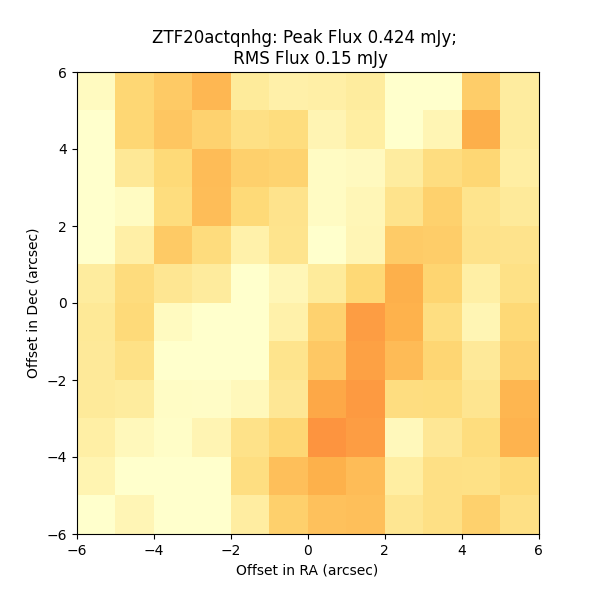 ZTF20actqnhg: Peak Flux 0.424 mJy;
RMS Flux 0.15 mJy
6
4
2
0
−2
−4
−6
Offset in Dec (arcsec)
−6 −4 −2 0 2 4 6
Offset in RA (arcsec)